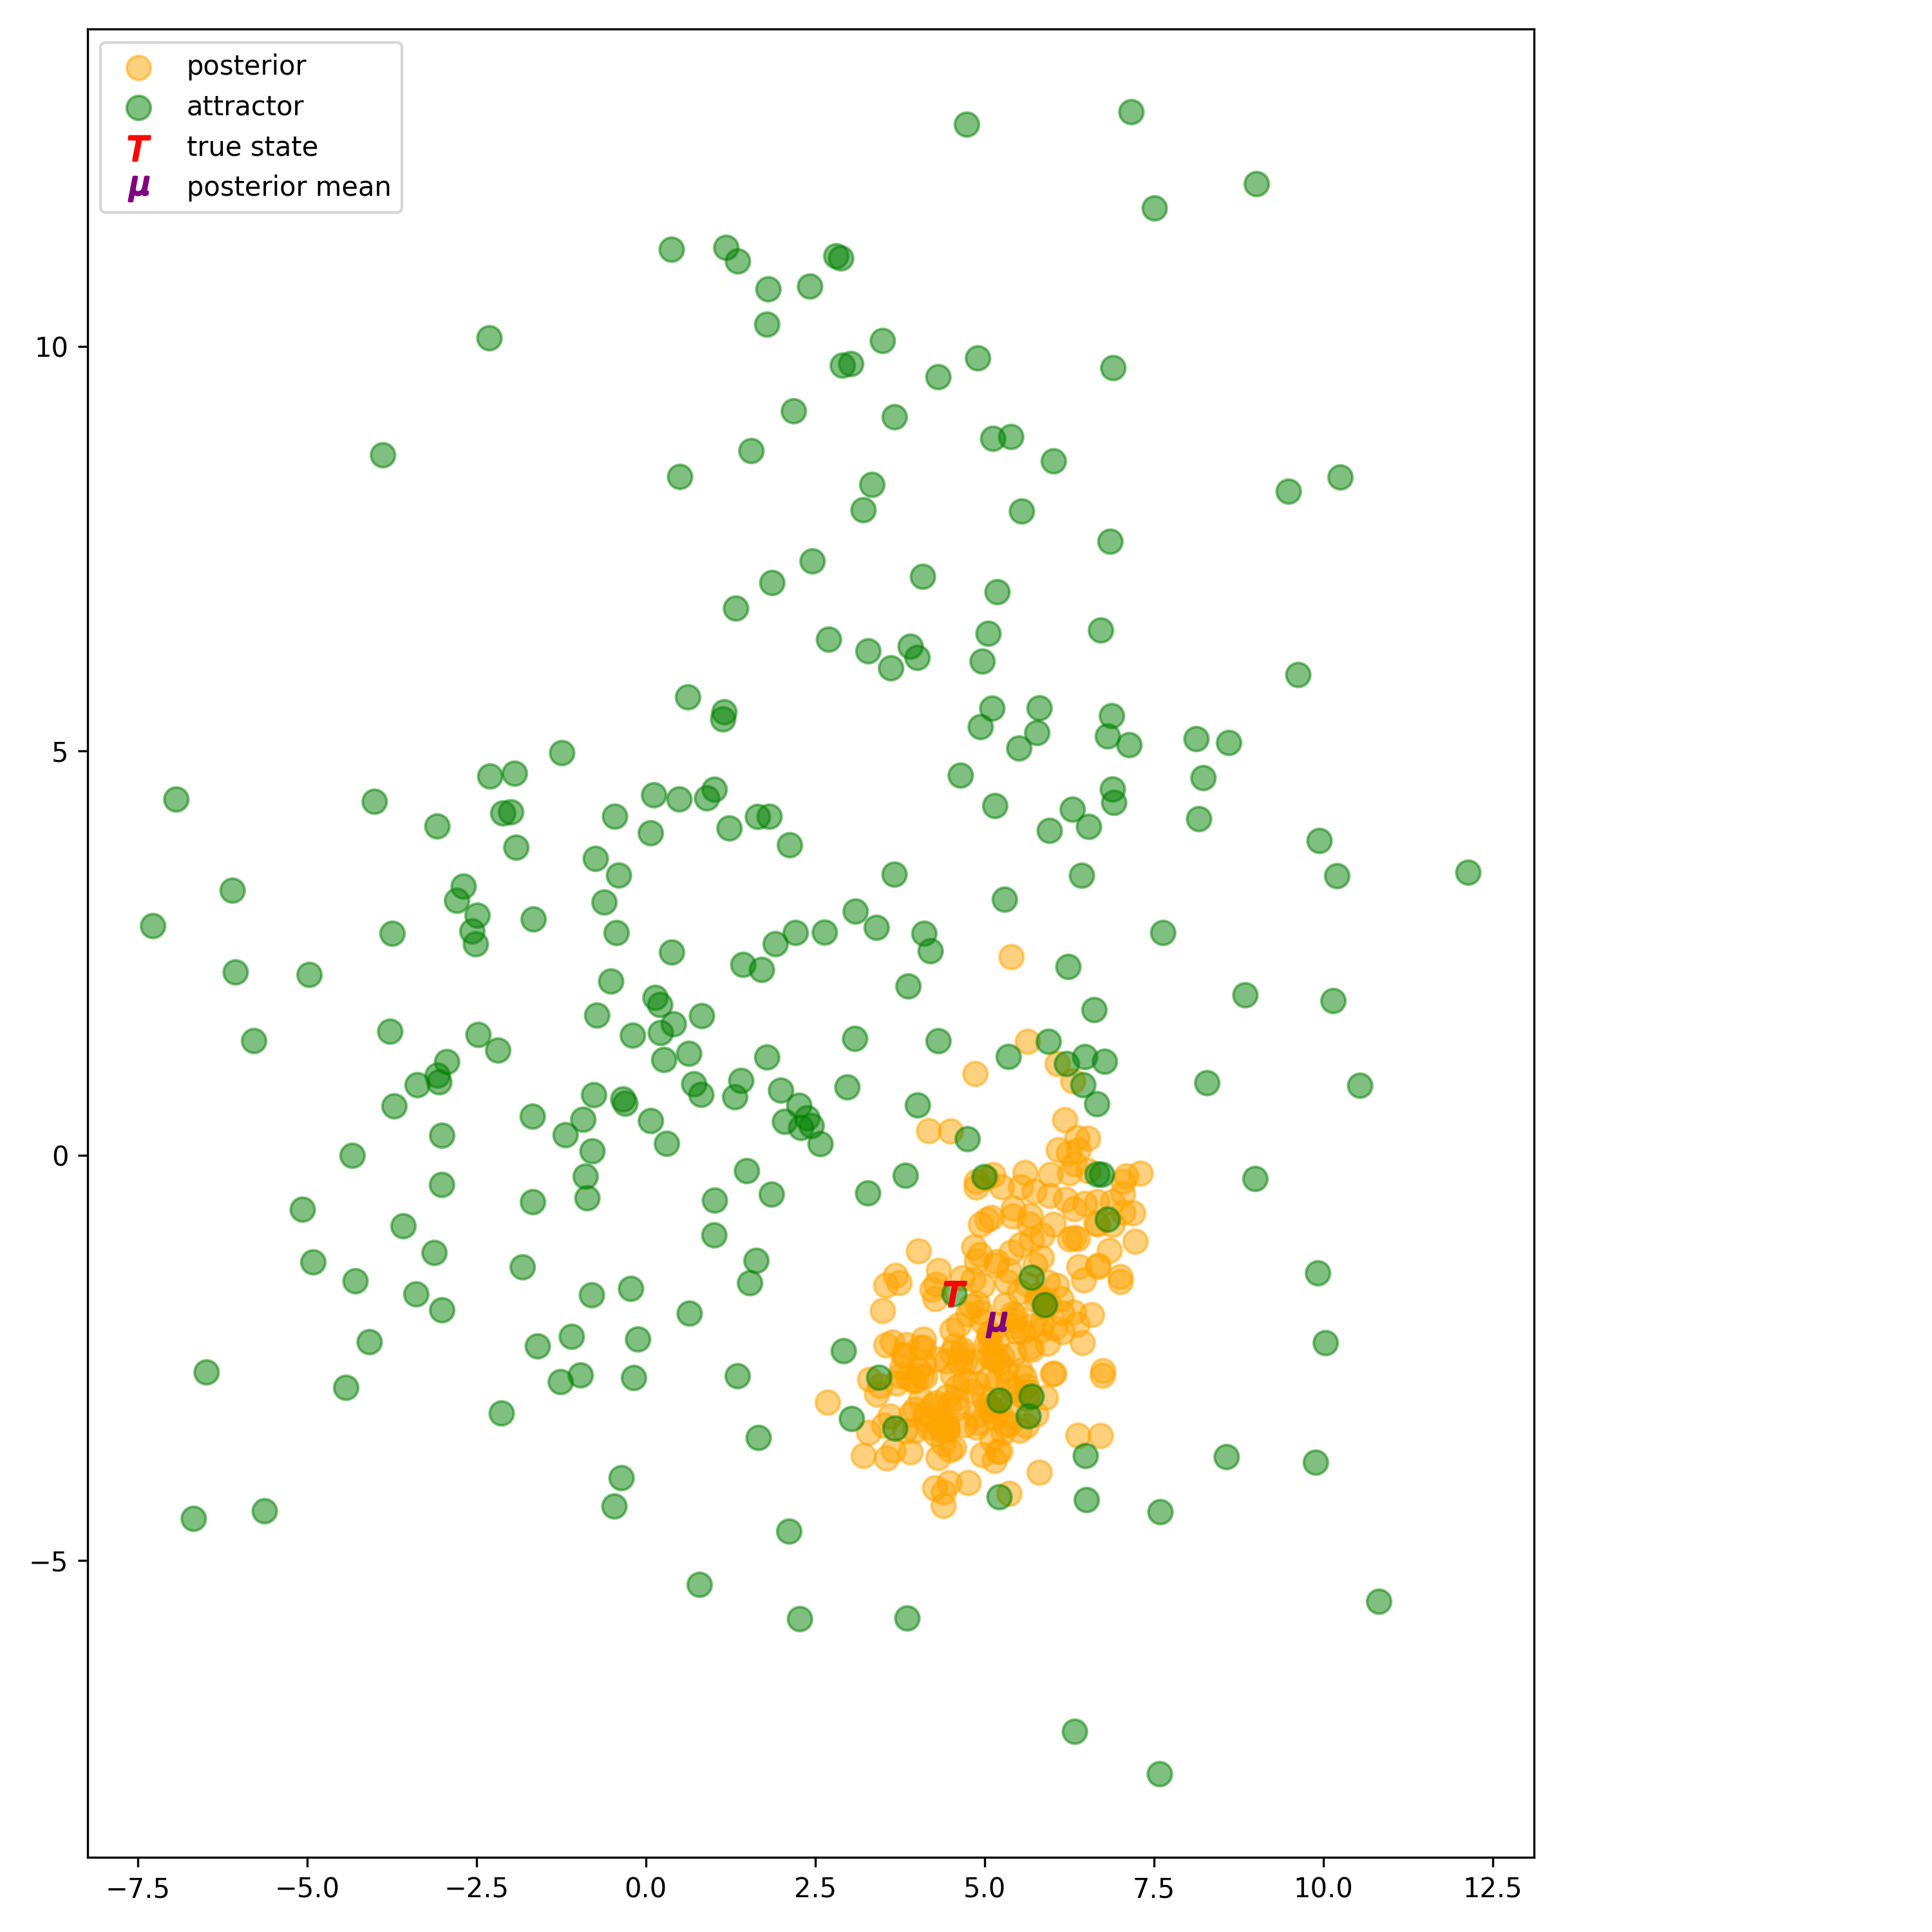 posterior
attractor
T true state
μ posterior mean
10
5
0
−5
T
μ
−7.5 −5.0 −2.5 0.0 2.5 5.0 7.5 10.0 12.5